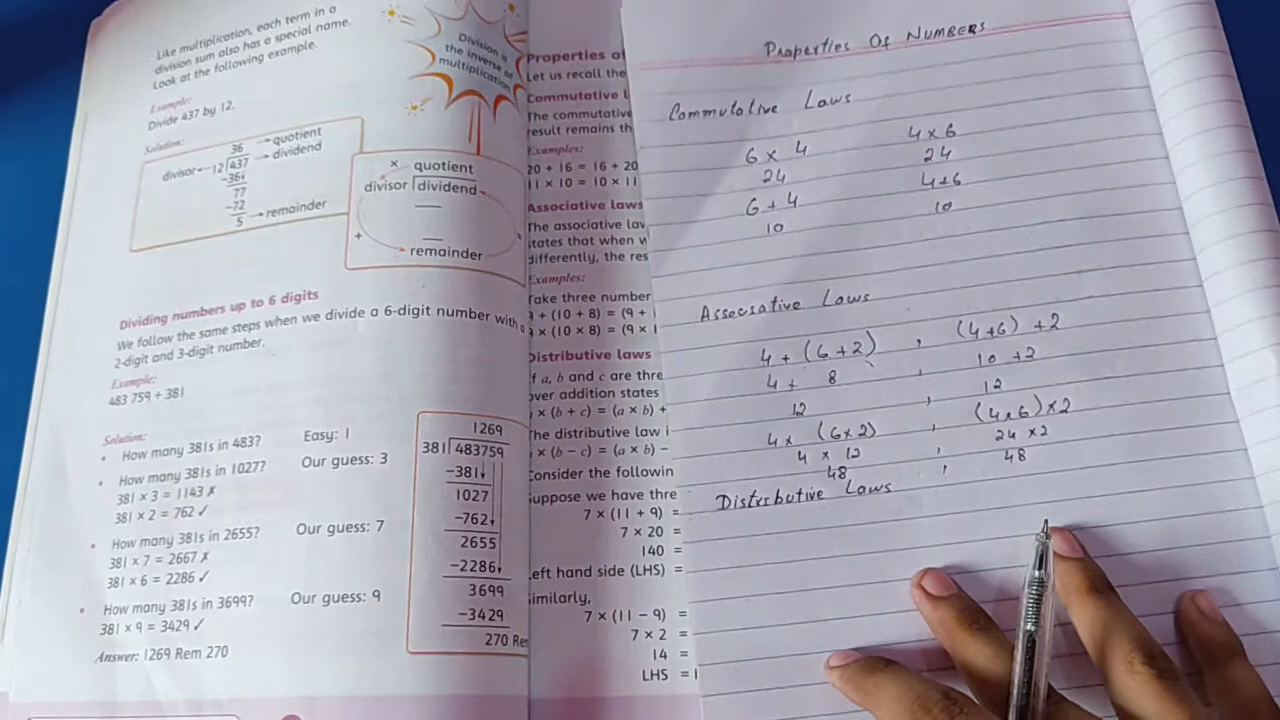 Like multiplication, each term in a
division sum also has a special name.
Look at the following example.
Example:
Divide 437 by 12.
Solution:
36 → quotient
divisor ← 12 437 → dividend
-36
77
-72
5 → remainder
Division is
the inverse of
multiplication
× quotient
divisor dividend
+
remainder
Dividing numbers up to 6 digits
We follow the same steps when we divide a 6-digit number with a
2-digit and 3-digit number.
Example:
483 759 ÷ 381
Solution:
• How many 381s in 483? Easy: 1
• How many 381s in 1027? Our guess: 3
381 × 3 = 1143 ✗
381 × 2 = 762 ✓
• How many 381s in 2655? Our guess: 7
381 × 7 = 2667 ✗
381 × 6 = 2286 ✓
• How many 381s in 3699? Our guess: 9
381 × 9 = 3429 ✓
Answer: 1269 Rem 270
1269
381 483759
-381
1027
-762
2655
-2286
3699
-3429
270 Re
Properties of
Let us recall the
Commutative l
The commutative
result remains th
Examples:
20 + 16 = 16 + 20
11 × 10 = 10 × 11
Associative laws
The associative lav
states that when
differently, the res
Examples:
Take three number
9 + (10 + 8) = (9 +
9 × (10 × 8) = (9 ×
Distributive laws
If a, b and c are thre
over addition states
× (b + c) = (a × b) +
The distributive law i
× (b − c) = (a × b) −
Consider the followin
Suppose we have thre
7 × (11 + 9) =
7 × 20 =
140 =
Left hand side (LHS) =
Similarly,
7 × (11 − 9) =
7 × 2 =
14 =
LHS =
Properties Of Numbers
Commutative Laws
6 × 4 4 × 6
24 24
6 + 4 4+6
10 10
Assecsative Laws
4 + (6+2) , (4+6) +2
4 + 8 , 10 +2
12 , 12
4 × (6×2) , (4×6) ×2
4 × 12 , 24 ×2
48 , 48
Disterbutive Laws